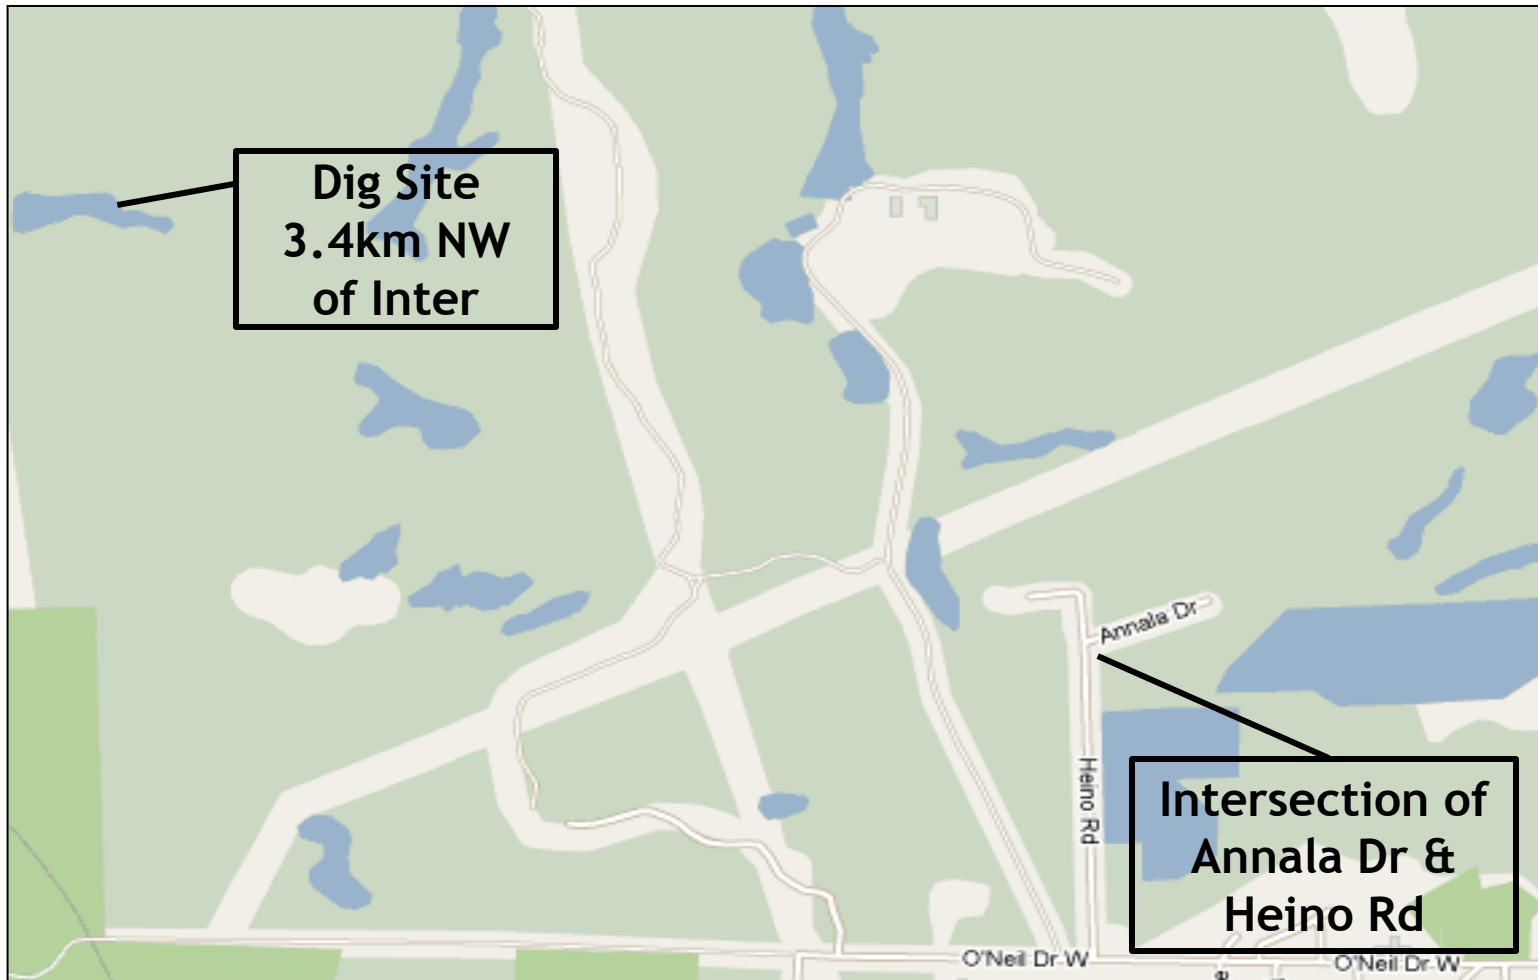 Dig Site
3.4km NW
of Inter
Annala Dr
Heino Rd
Intersection of
Annala Dr &
Heino Rd
O'Neil Dr W
O'Neil Dr W